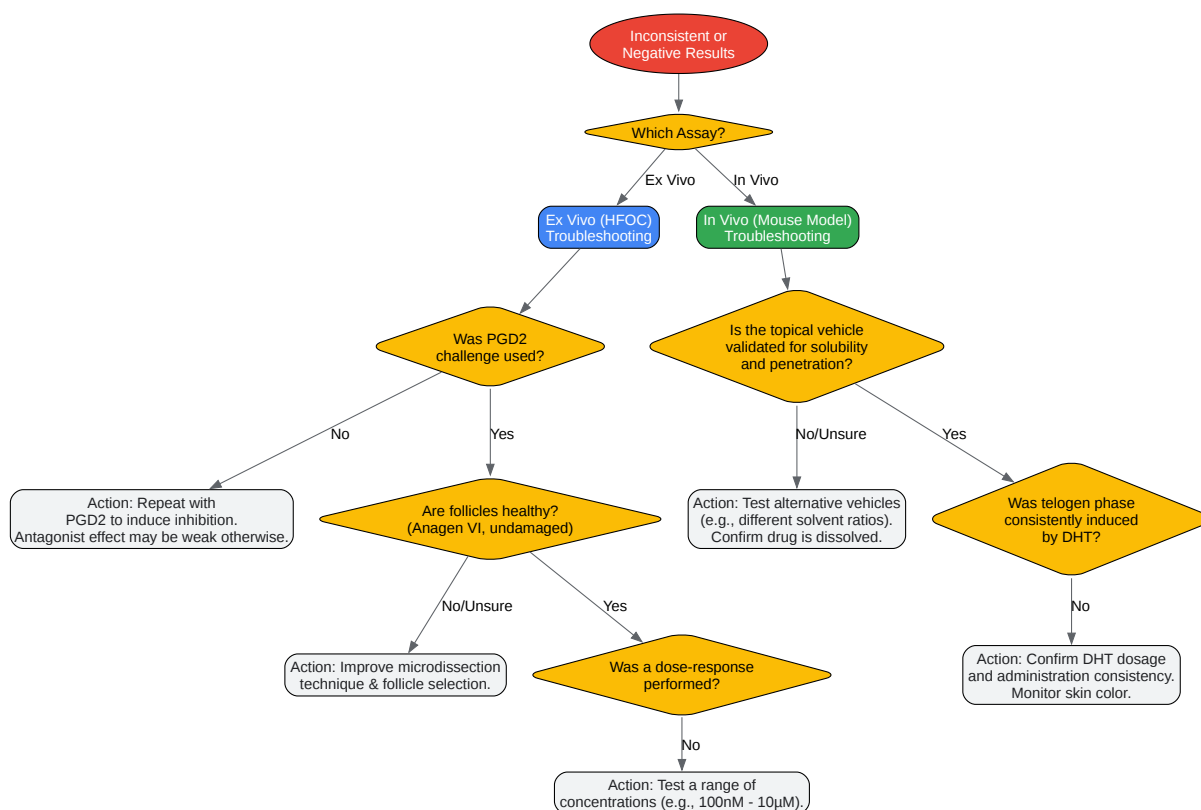 Inconsistent or
Negative Results
Which Assay?
Ex Vivo
In Vivo
Ex Vivo (HFOC)
Troubleshooting
In Vivo (Mouse Model)
Troubleshooting
Was PGD2
challenge used?
Is the topical vehicle
validated for solubility
and penetration?
No
Yes
No/Unsure
Yes
Action: Repeat with
PGD2 to induce inhibition.
Antagonist effect may be weak otherwise.
Are follicles healthy?
(Anagen VI, undamaged)
Action: Test alternative vehicles
(e.g., different solvent ratios).
Confirm drug is dissolved.
Was telogen phase
consistently induced
by DHT?
No/Unsure
Yes
No
Action: Improve microdissection
technique & follicle selection.
Was a dose-response
performed?
Action: Confirm DHT dosage
and administration consistency.
Monitor skin color.
No
Action: Test a range of
concentrations (e.g., 100nM - 10µM).